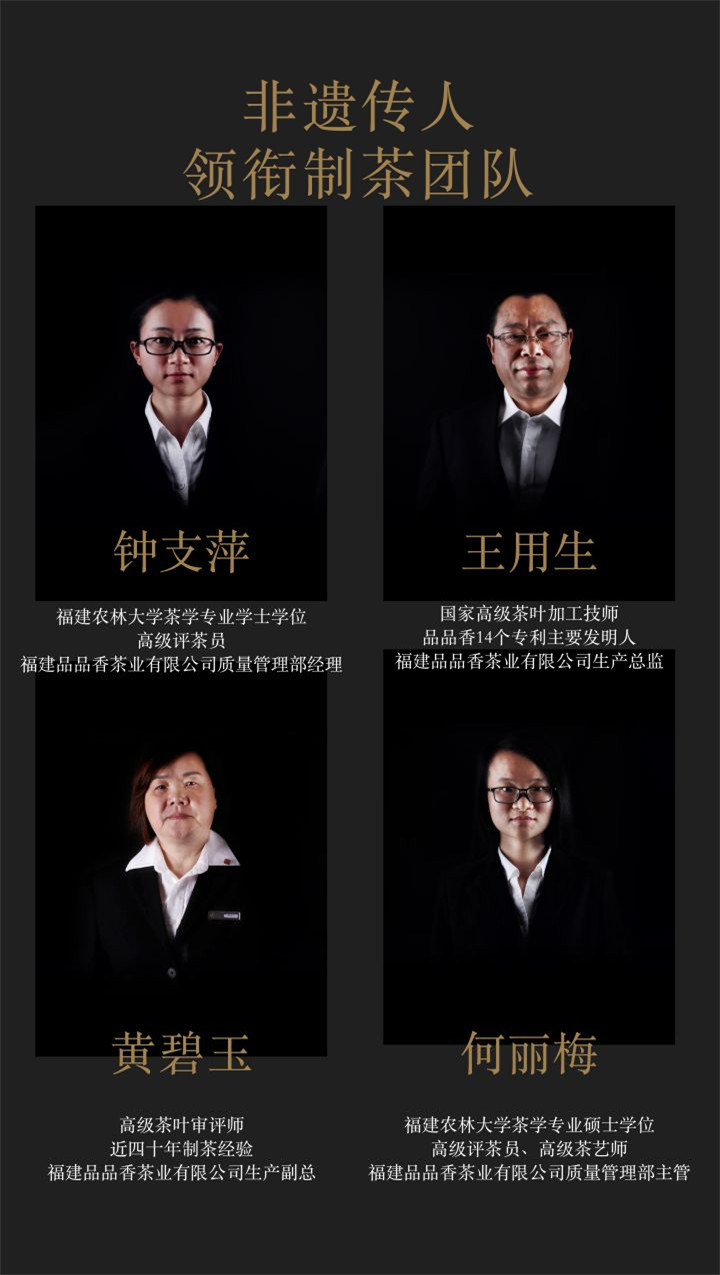 非遗传人
领衔制茶团队
钟支萍
福建农林大学茶学专业学士学位
高级评茶员
福建品品香茶业有限公司质量管理部经理
王用生
国家高级茶叶加工技师
品品香14个专利主要发明人
福建品品香茶业有限公司生产总监
黄碧玉
高级茶叶审评师
近四十年制茶经验
福建品品香茶业有限公司生产副总
何丽梅
福建农林大学茶学专业硕士学位
高级评茶员、高级茶艺师
福建品品香茶业有限公司质量管理部主管